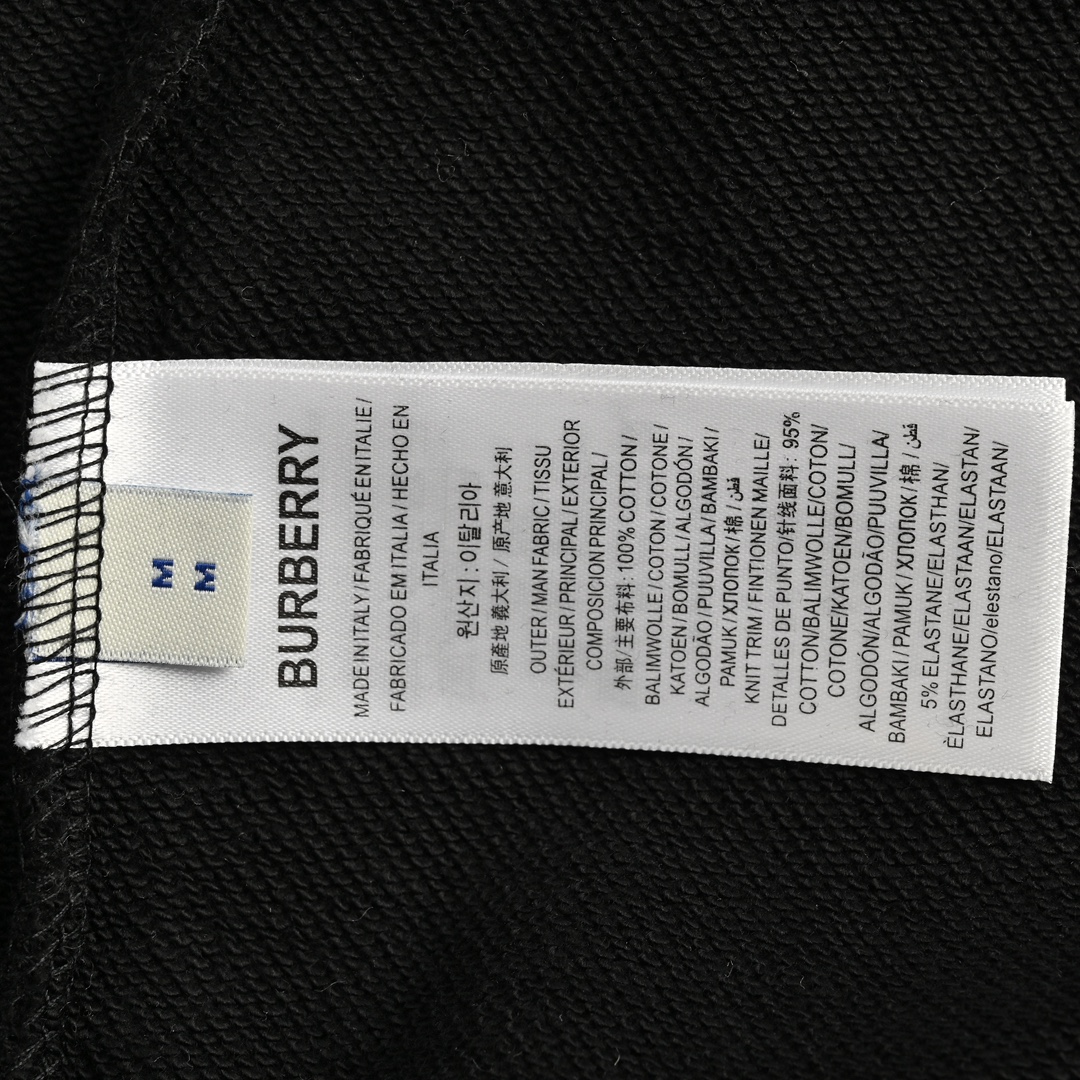 M
M
BURBERRY
MADE IN ITALY / FABRIQUÉ EN ITALIE /
FABRICADO EM ITALIA / HECHO EN
ITALIA
원산지 : 이탈리아
原產地 義大利 / 原产地 意大利
OUTER / MAN FABRIC / TISSU
EXTÉRIEUR / PRINCIPAL / EXTERIOR
COMPOSICION PRINCIPAL /
外部 / 主要布料: 100% COTTON /
BALIMWOLLE / COTON / COTONE /
KATOEN / BOMULL / ALGODÓN /
ALGODÃO / PUUVILLA / BAMBAKI /
PAMUK / ХЛОПОК / 棉 / قطن
KNIT TRIM / FINTIONEN MAILLE /
DETALLES DE PUNTO/针线面料: 95%
COTTON/BALIMWOLLE/COTON/
COTONE/KATOEN/BOMULL/
ALGODÓN/ALGODÃO/PUUVILLA/
BAMBAKI / PAMUK / ХЛОПОК / 棉 / قطن
5% ELASTANE / ELASTHAN/
ÈLASTHANE/ELASTAAN/ELASTAN/
ELASTANO/elestano/ELASTAAN/